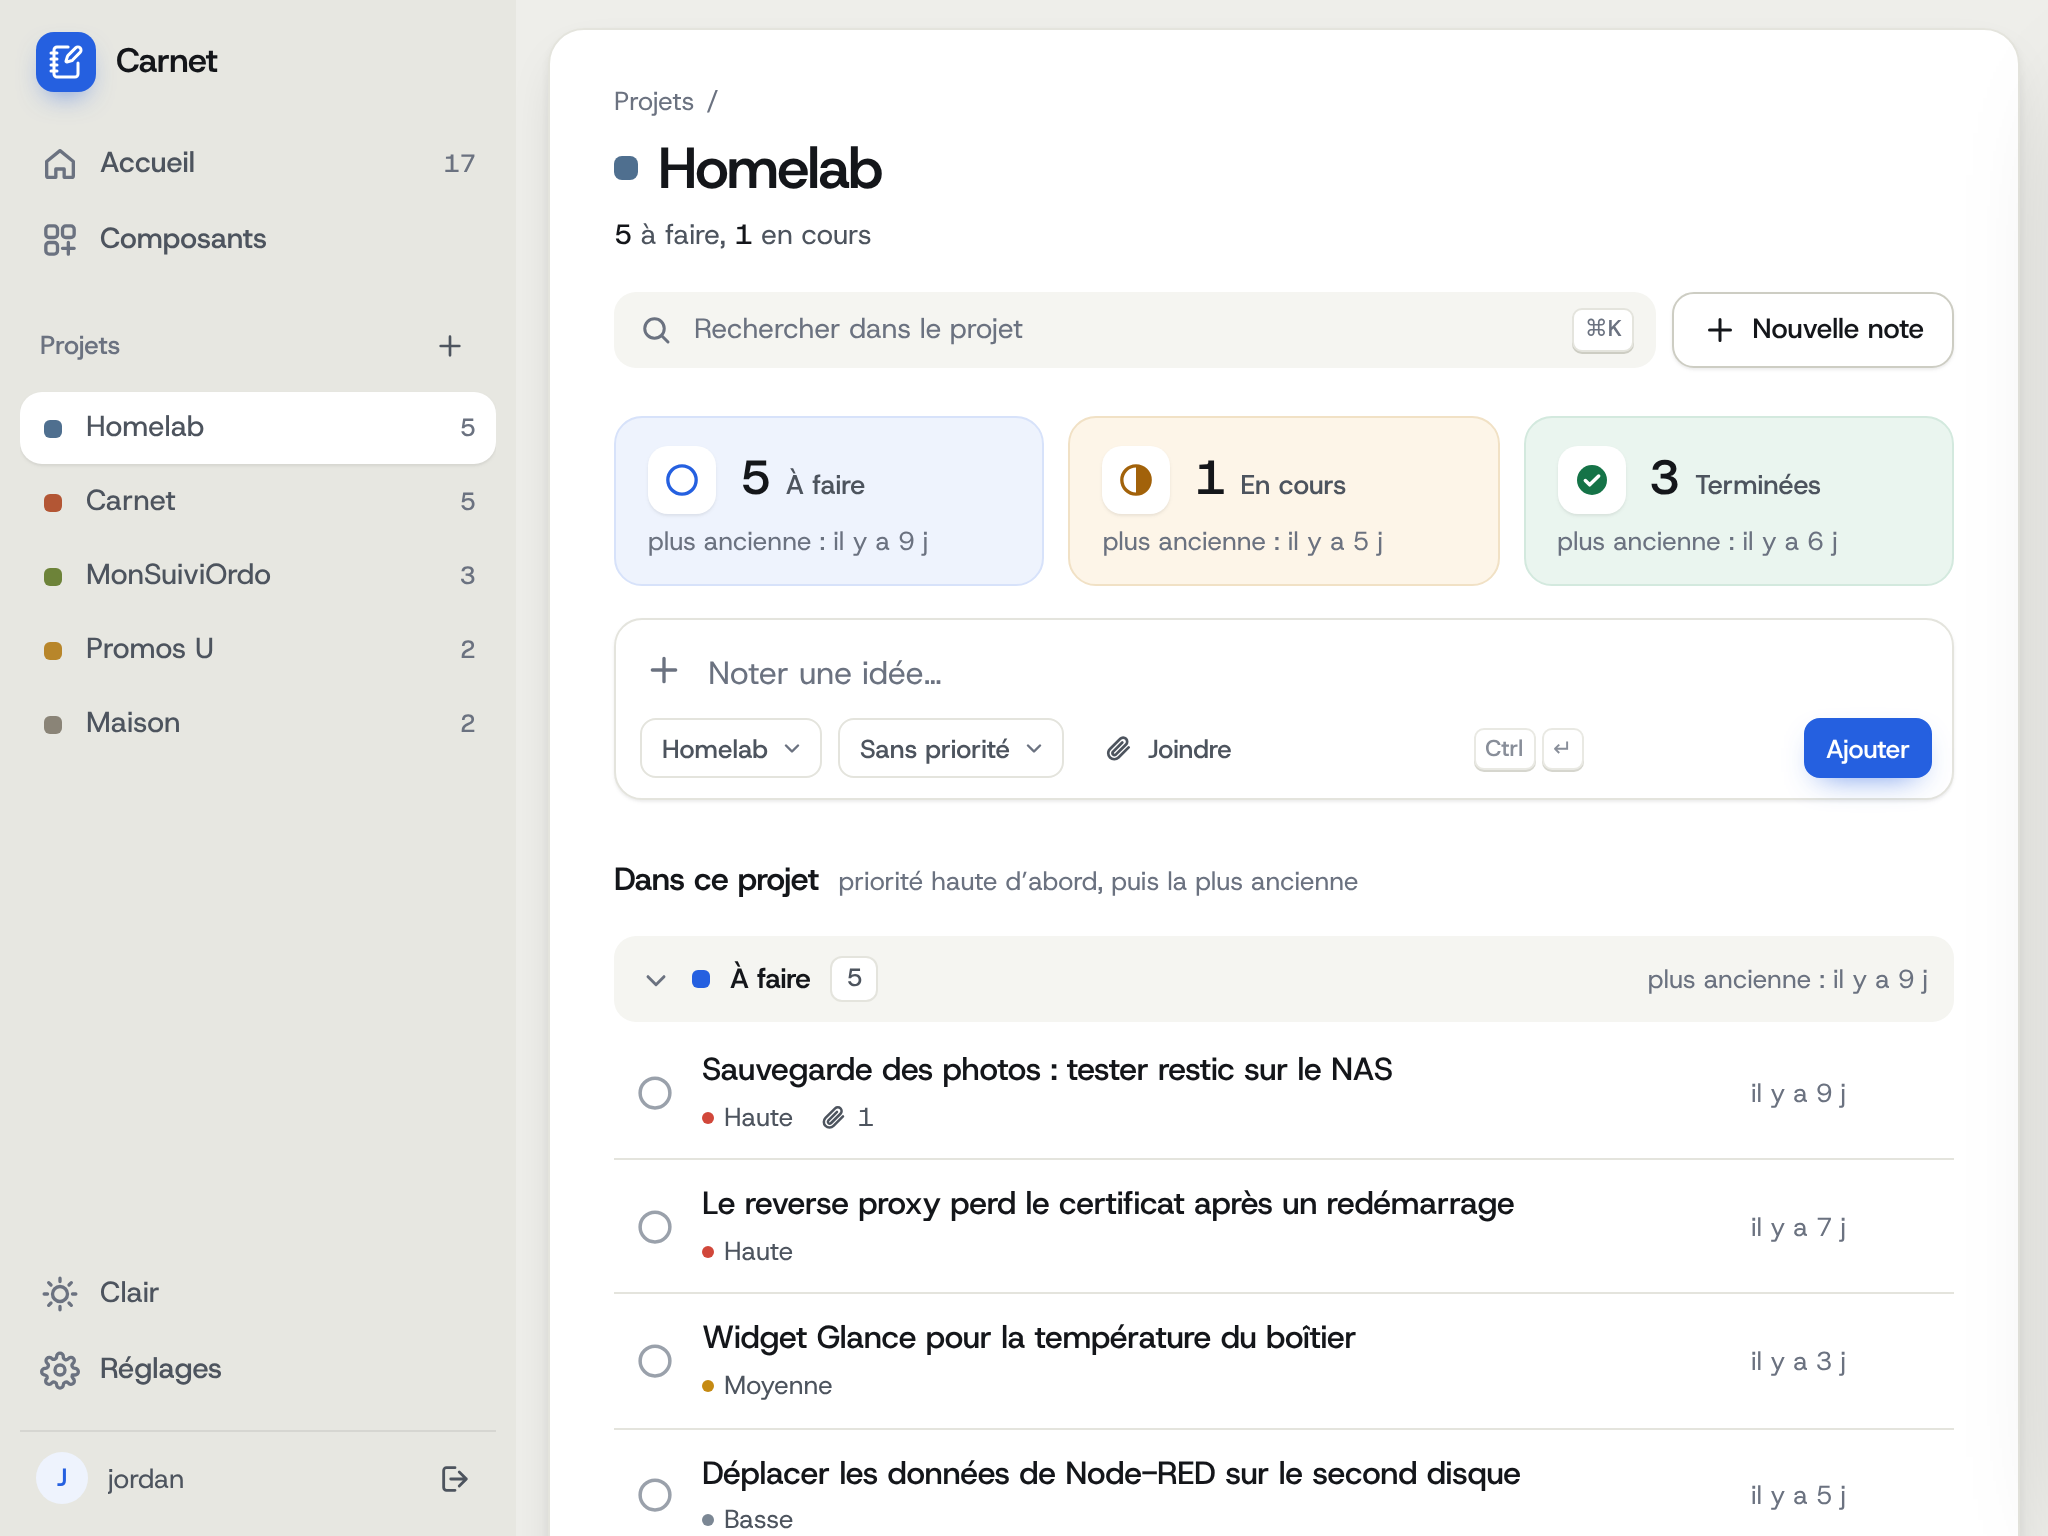 Carnet
Accueil 17
Composants
Projets
Homelab 5
Carnet 5
MonSuiviOrdo 3
Promos U 2
Maison 2
Clair
Réglages
J jordan
Projets /
Homelab
5 à faire, 1 en cours
Rechercher dans le projet ⌘K
Nouvelle note
5 À faire
plus ancienne : il y a 9 j
1 En cours
plus ancienne : il y a 5 j
3 Terminées
plus ancienne : il y a 6 j
Noter une idée…
Homelab Sans priorité Joindre Ctrl ↵ Ajouter
Dans ce projet priorité haute d’abord, puis la plus ancienne
À faire 5 plus ancienne : il y a 9 j
Sauvegarde des photos : tester restic sur le NAS
Haute 1
il y a 9 j
Le reverse proxy perd le certificat après un redémarrage
Haute
il y a 7 j
Widget Glance pour la température du boîtier
Moyenne
il y a 3 j
Déplacer les données de Node-RED sur le second disque
Basse
il y a 5 j